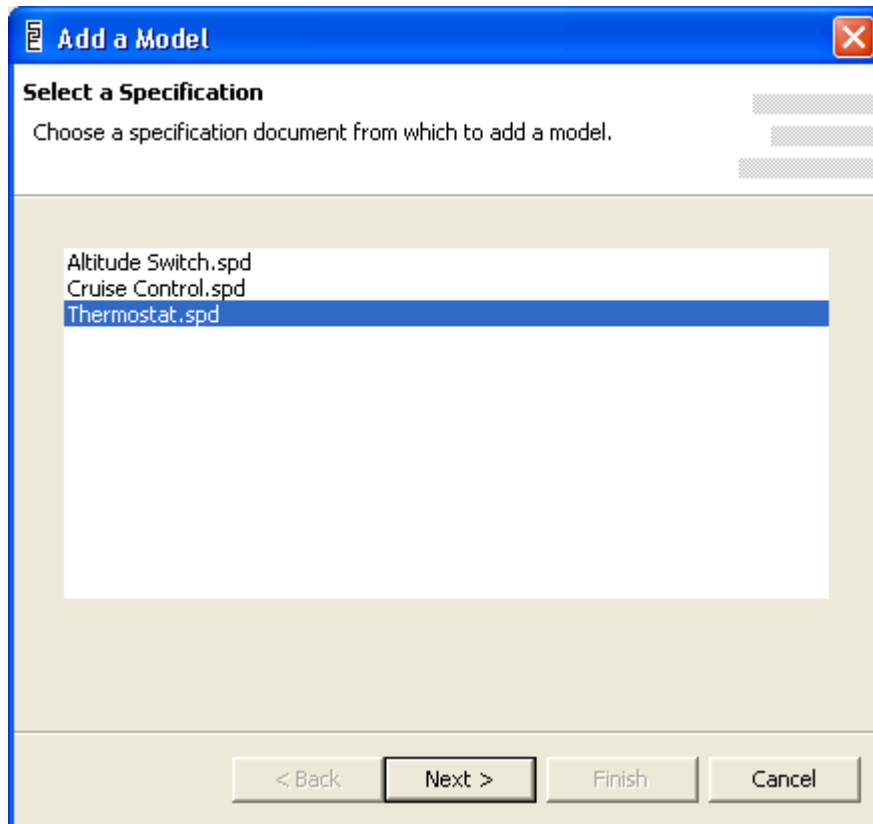 Add a Model
Select a Specification
Choose a specification document from which to add a model.
Altitude Switch.spd
Cruise Control.spd
Thermostat.spd
< Back
Next >
Finish
Cancel